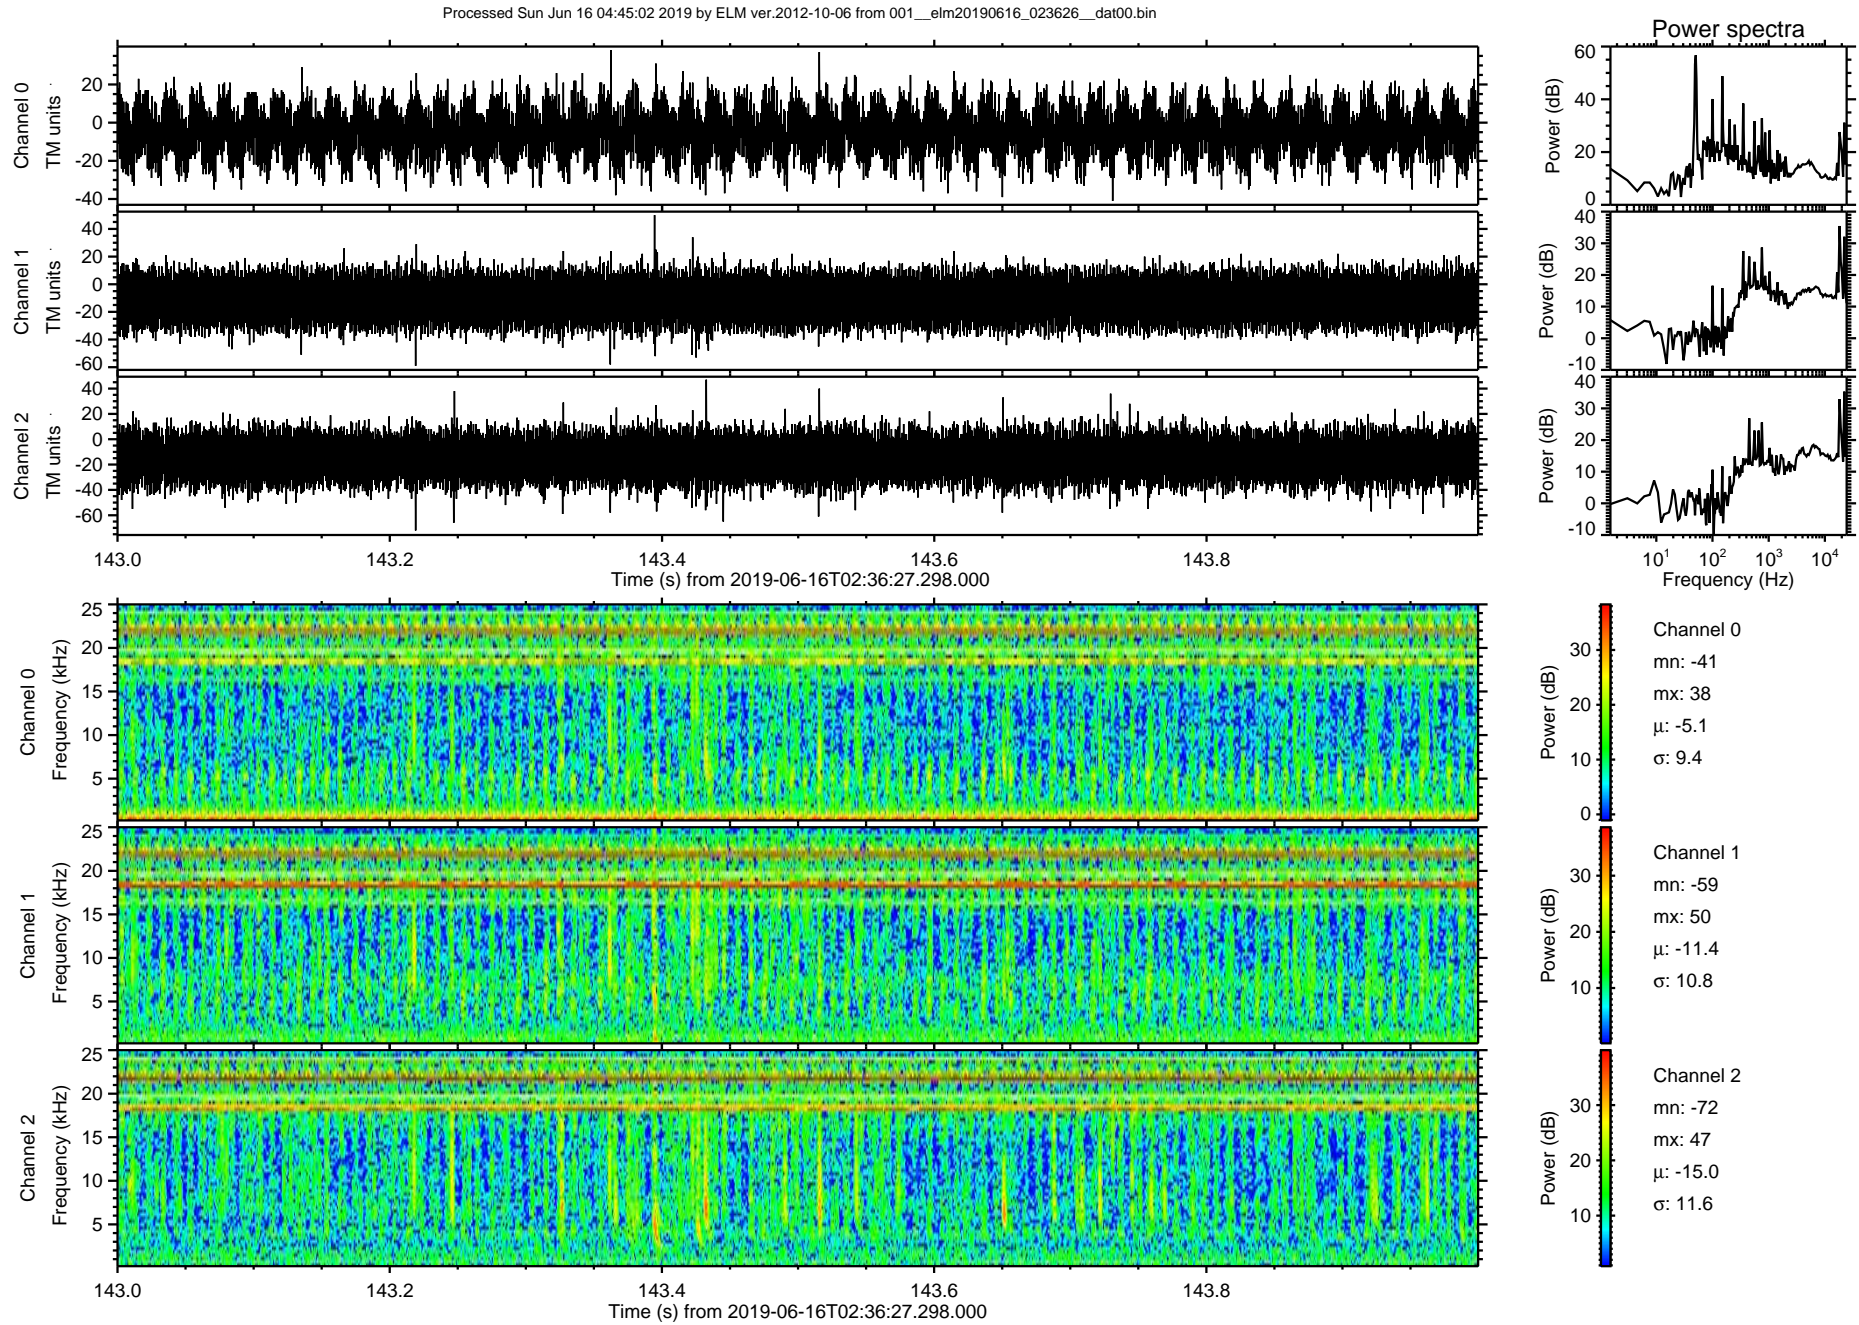 Processed Sun Jun 16 04:45:02 2019 by ELM ver.2012-10-06 from 001__elm20190616_023626__dat00.bin
Power spectra
Channel 0
TM units
20
0
-20
-40
Power (dB)
60
40
20
0
Channel 1
TM units
40
20
0
-20
-40
-60
Power (dB)
40
30
20
10
0
-10
Channel 2
TM units
40
20
0
-20
-40
-60
Power (dB)
40
30
20
10
0
-10
143.0 143.2 143.4 143.6 143.8
Time (s) from 2019-06-16T02:36:27.298.000
10^1 10^2 10^3 10^4
Frequency (Hz)
Channel 0
Frequency (kHz)
25
20
15
10
5
Power (dB)
30
20
10
0
Channel 0
mn: -41
mx: 38
μ: -5.1
σ: 9.4
Channel 1
Frequency (kHz)
25
20
15
10
5
Power (dB)
30
20
10
Channel 1
mn: -59
mx: 50
μ: -11.4
σ: 10.8
Channel 2
Frequency (kHz)
25
20
15
10
5
Power (dB)
30
20
10
Channel 2
mn: -72
mx: 47
μ: -15.0
σ: 11.6
143.0 143.2 143.4 143.6 143.8
Time (s) from 2019-06-16T02:36:27.298.000